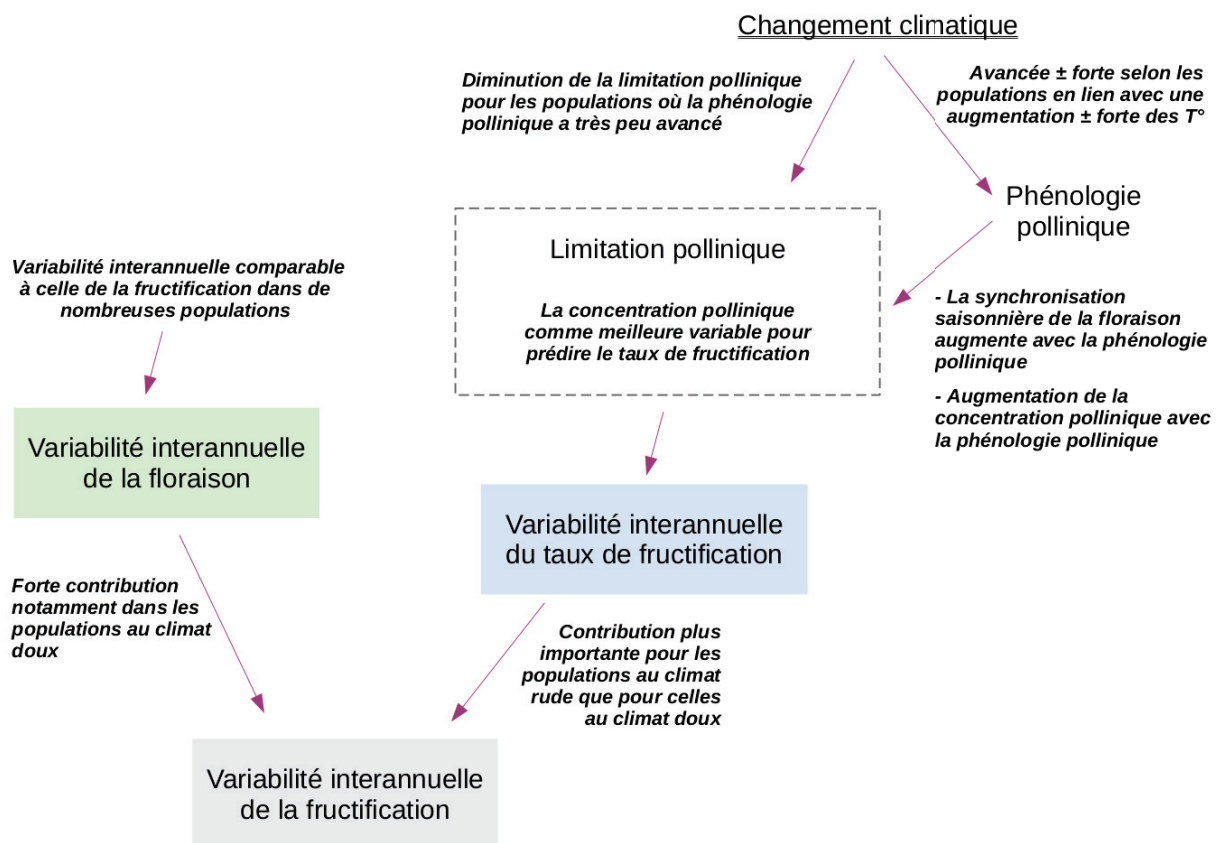 Changement climatique
Diminution de la limitation pollinique
pour les populations où la phénologie
pollinique a très peu avancé
Avancée ± forte selon les
populations en lien avec une
augmentation ± forte des T°
Phénologie
pollinique
Limitation pollinique
La concentration pollinique
comme meilleure variable pour
prédire le taux de fructification
- La synchronisation
saisonnière de la floraison
augmente avec la phénologie
pollinique
- Augmentation de la
concentration pollinique avec
la phénologie pollinique
Variabilité interannuelle comparable
à celle de la fructification dans de
nombreuses populations
Variabilité interannuelle
de la floraison
Variabilité interannuelle
du taux de fructification
Forte contribution
notamment dans les
populations au climat
doux
Contribution plus
importante pour les
populations au climat
rude que pour celles
au climat doux
Variabilité interannuelle
de la fructification